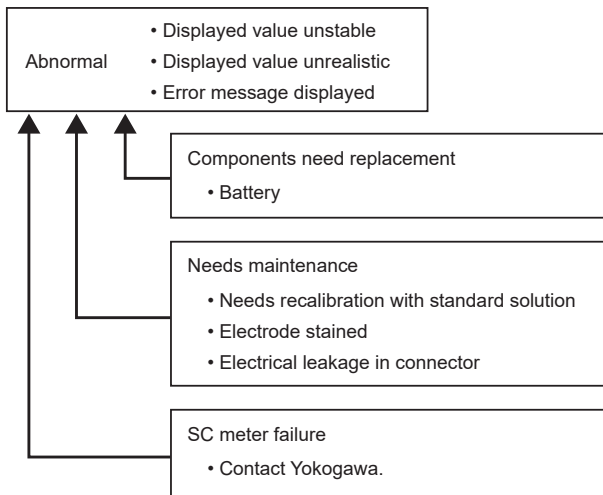 Abnormal
• Displayed value unstable
• Displayed value unrealistic
• Error message displayed
Components need replacement
• Battery
Needs maintenance
• Needs recalibration with standard solution
• Electrode stained
• Electrical leakage in connector
SC meter failure
• Contact Yokogawa.